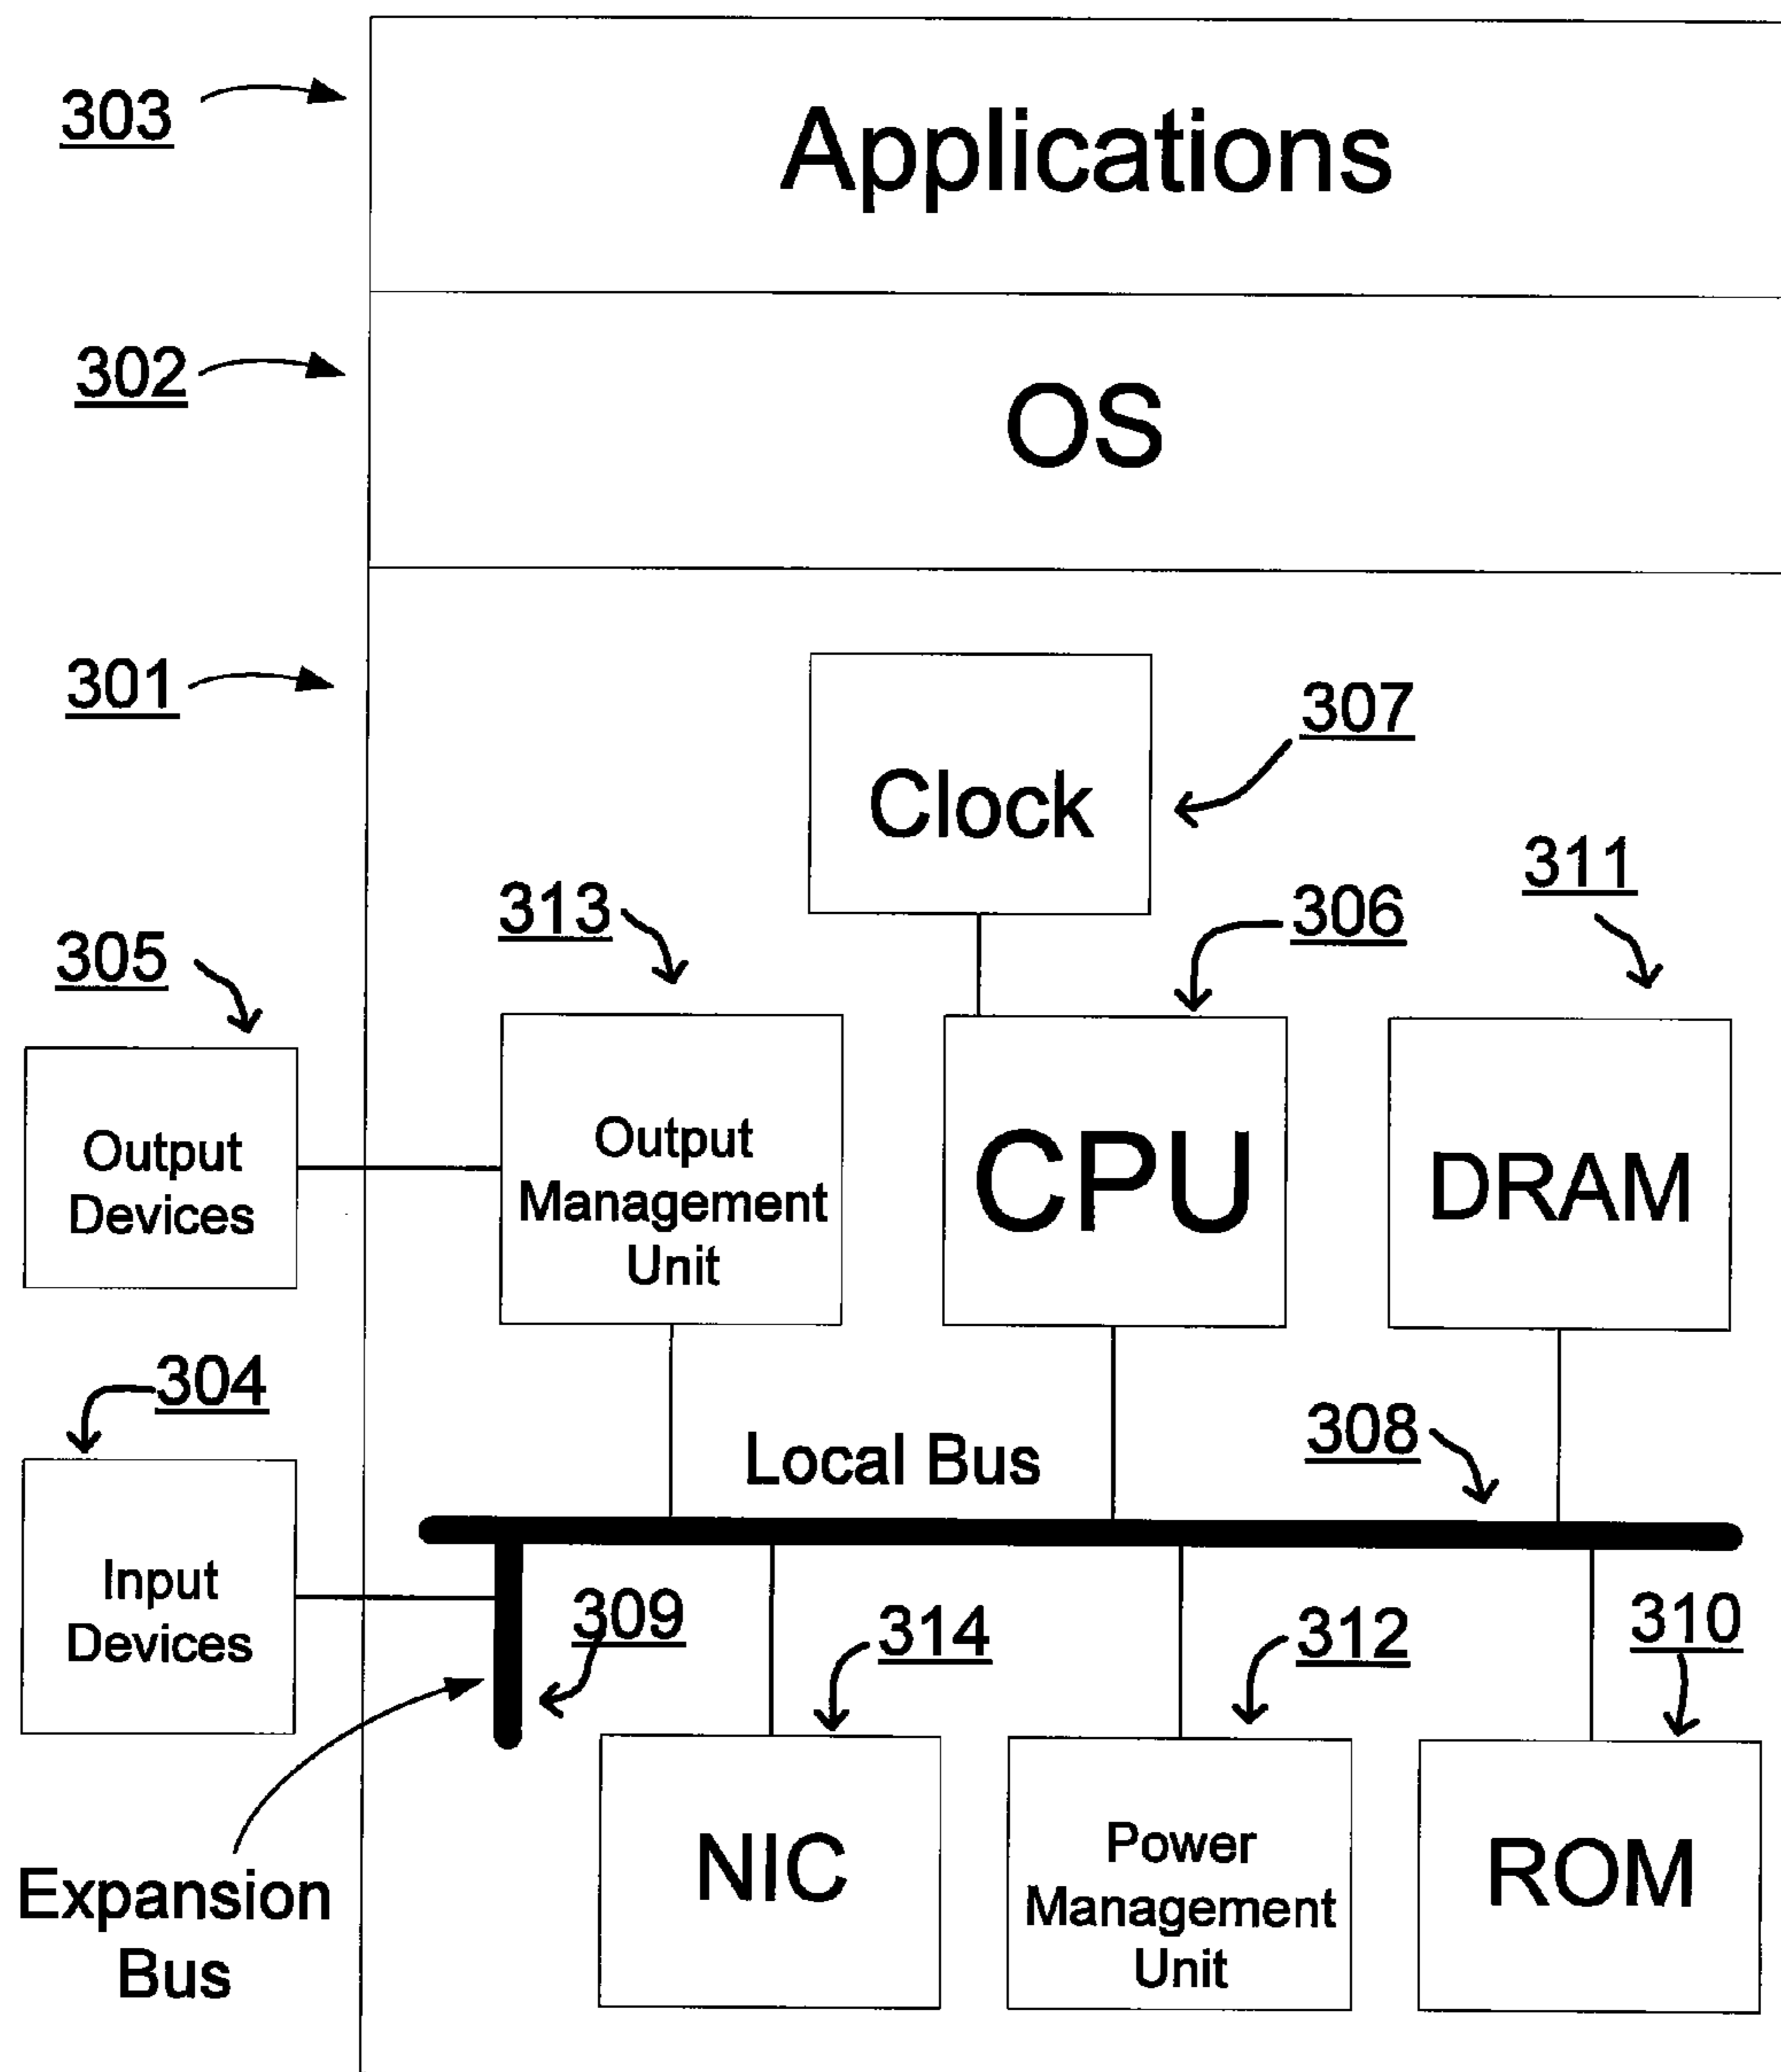 303
Applications
302
OS
301
307
Clock
311
313
306
305
Output
Devices
Output
Management
Unit
CPU
DRAM
304
308
Local Bus
Input
Devices
309
314
312
310
Expansion
Bus
NIC
Power
Management
Unit
ROM